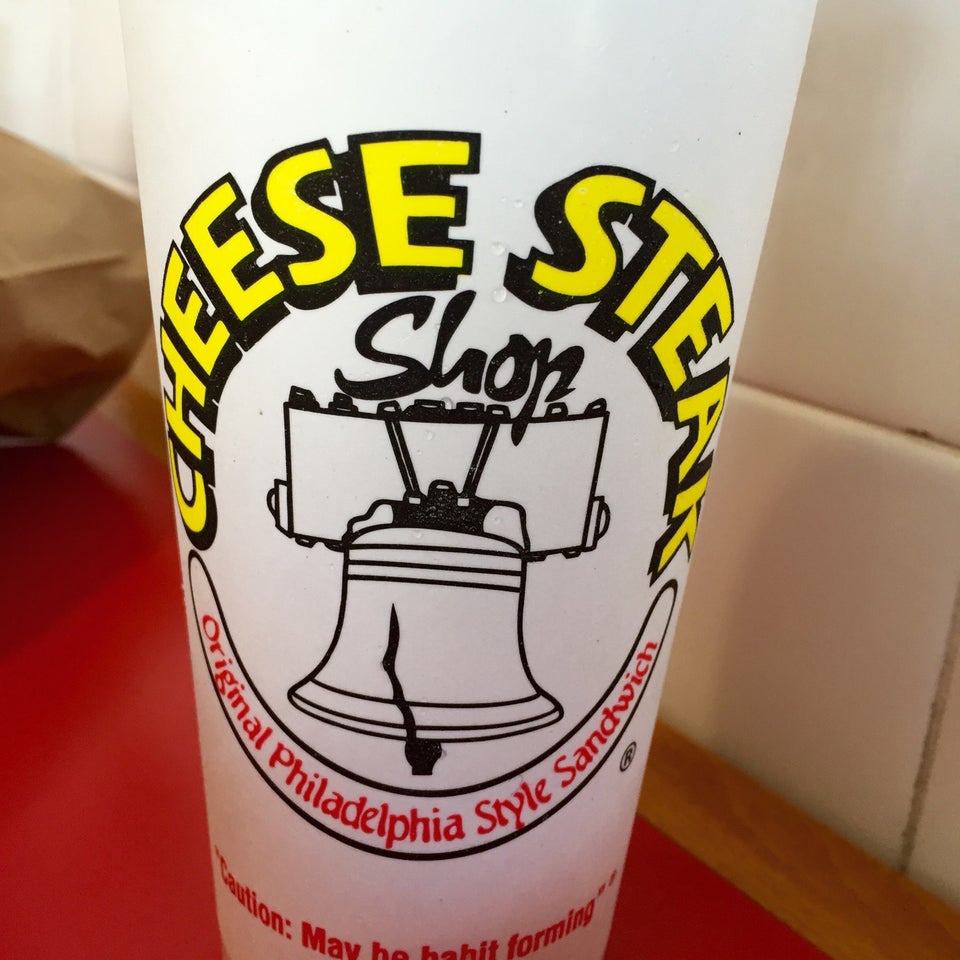 CHEESE STEAK
Shop
Original Philadelphia Style Sandwich
®
"Caution: May be habit forming"®